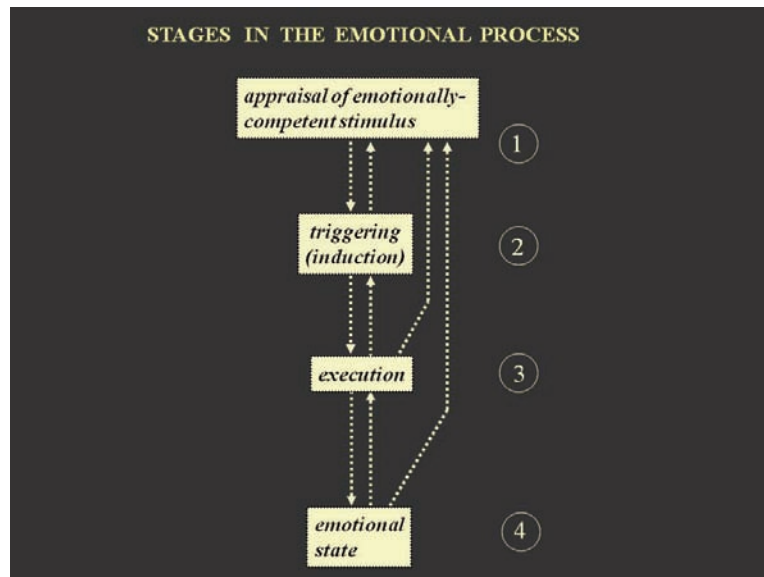 STAGES IN THE EMOTIONAL PROCESS
appraisal of emotionally-
competent stimulus
1
triggering
(induction)
2
execution
3
emotional
state
4